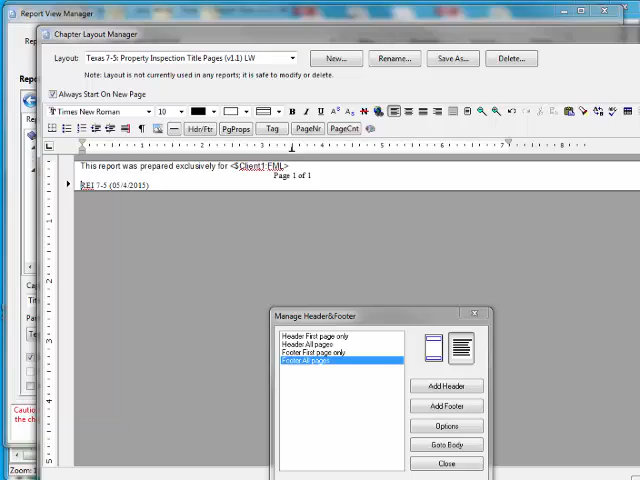 Report View Manager
Chapter Layout Manager
Layout: Texas 7-5: Property Inspection Title Pages (v1.1) LW New... Rename... Save As... Delete...
Note: Layout is not currently used in any reports; it is safe to modify or delete.
Always Start On New Page
Times New Roman 10 B I U
Hdr/Ftr PgProps Tag PageNr PageCnt
This report was prepared exclusively for <$Client1:FML>
Page 1 of 1
REI 7-5 (05/4/2015)
Manage Header&Footer
Header First page only
Header All pages
Footer First page only
Footer All pages
Add Header
Add Footer
Options
Goto Body
Close
Zoom: 1